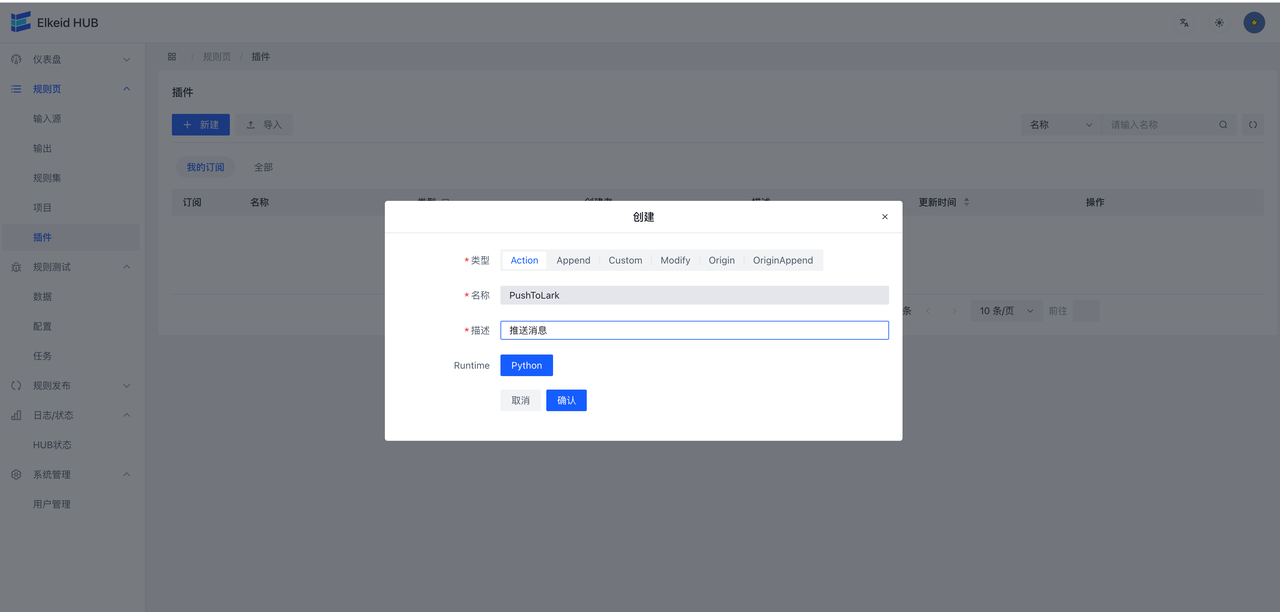 Elkeid HUB
仪表盘
规则页
输入源
输出
规则集
项目
插件
规则测试
数据
配置
任务
规则发布
日志/状态
HUB状态
系统管理
用户管理
规则页 / 插件
插件
+ 新建 导入 名称 请输入名称
我的订阅 全部
订阅 名称 更新时间 操作
条 10 条/页 前往
创建 ×
* 类型 Action Append Custom Modify Origin OriginAppend
* 名称 PushToLark
* 描述 推送消息
Runtime Python
取消 确认